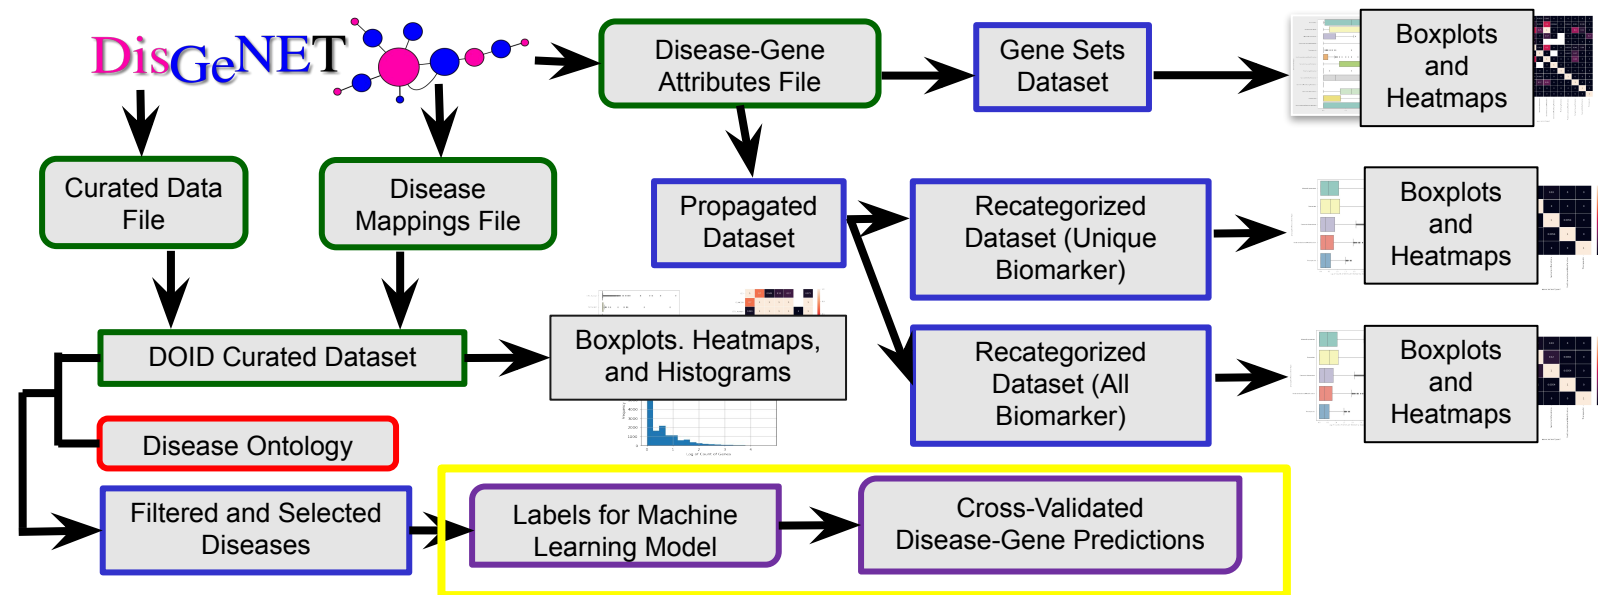 DisGeNET
Disease-Gene
Attributes File
Gene Sets
Dataset
Boxplots
and
Heatmaps
Curated Data
File
Disease
Mappings File
Propagated
Dataset
Recategorized
Dataset (Unique
Biomarker)
Boxplots
and
Heatmaps
DOID Curated Dataset
Boxplots. Heatmaps,
and Histograms
Recategorized
Dataset (All
Biomarker)
Boxplots
and
Heatmaps
Disease Ontology
Filtered and Selected
Diseases
Labels for Machine
Learning Model
Cross-Validated
Disease-Gene Predictions